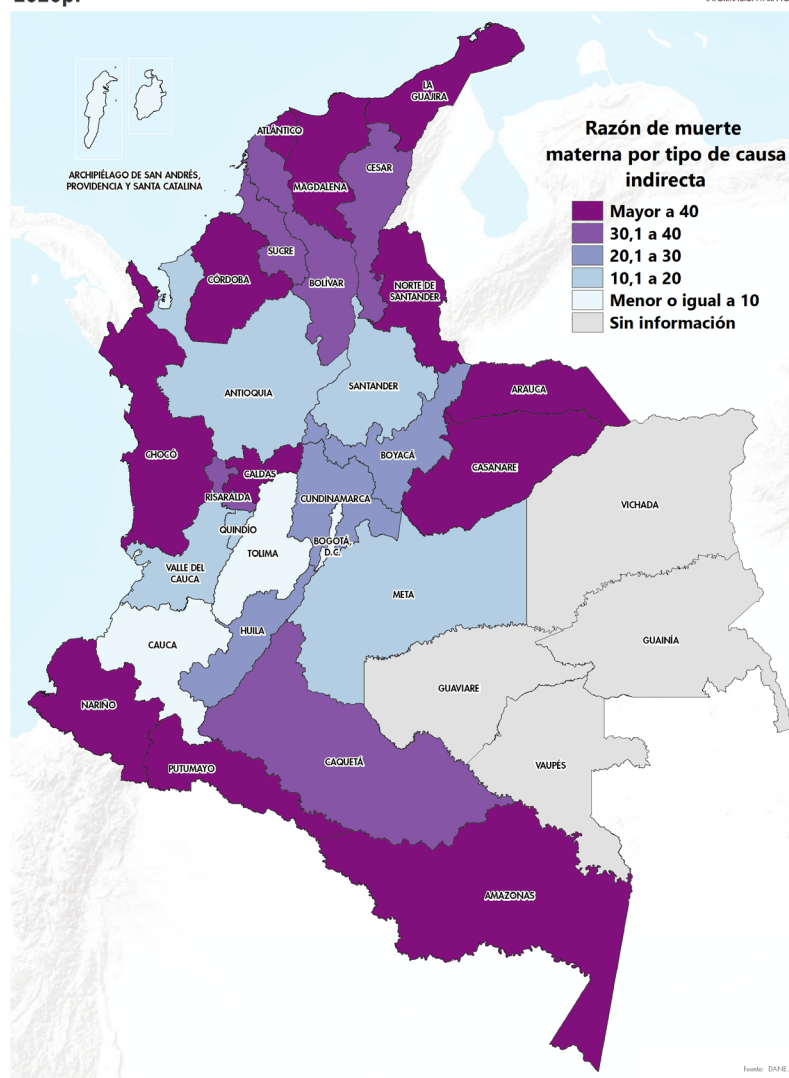 Razón de muerte
materna por tipo de causa
indirecta
Mayor a 40
30,1 a 40
20,1 a 30
10,1 a 20
Menor o igual a 10
Sin información
ARCHIPIÉLAGO DE SAN ANDRÉS,
PROVIDENCIA Y SANTA CATALINA
LA
GUAJIRA
ATLÁNTICO
CESAR
MAGDALENA
SUCRE
CÓRDOBA
BOLÍVAR
NORTE DE
SANTANDER
ANTIOQUIA
SANTANDER
ARAUCA
CHOCÓ
BOYACÁ
CASANARE
CALDAS
RISARALDA
CUNDINAMARCA
VICHADA
QUINDÍO
BOGOTÁ,
D.C.
TOLIMA
VALLE DEL
CAUCA
META
HUILA
CAUCA
GUAINÍA
GUAVIARE
NARIÑO
CAQUETÁ
VAUPÉS
PUTUMAYO
AMAZONAS
Fuente: DANE.